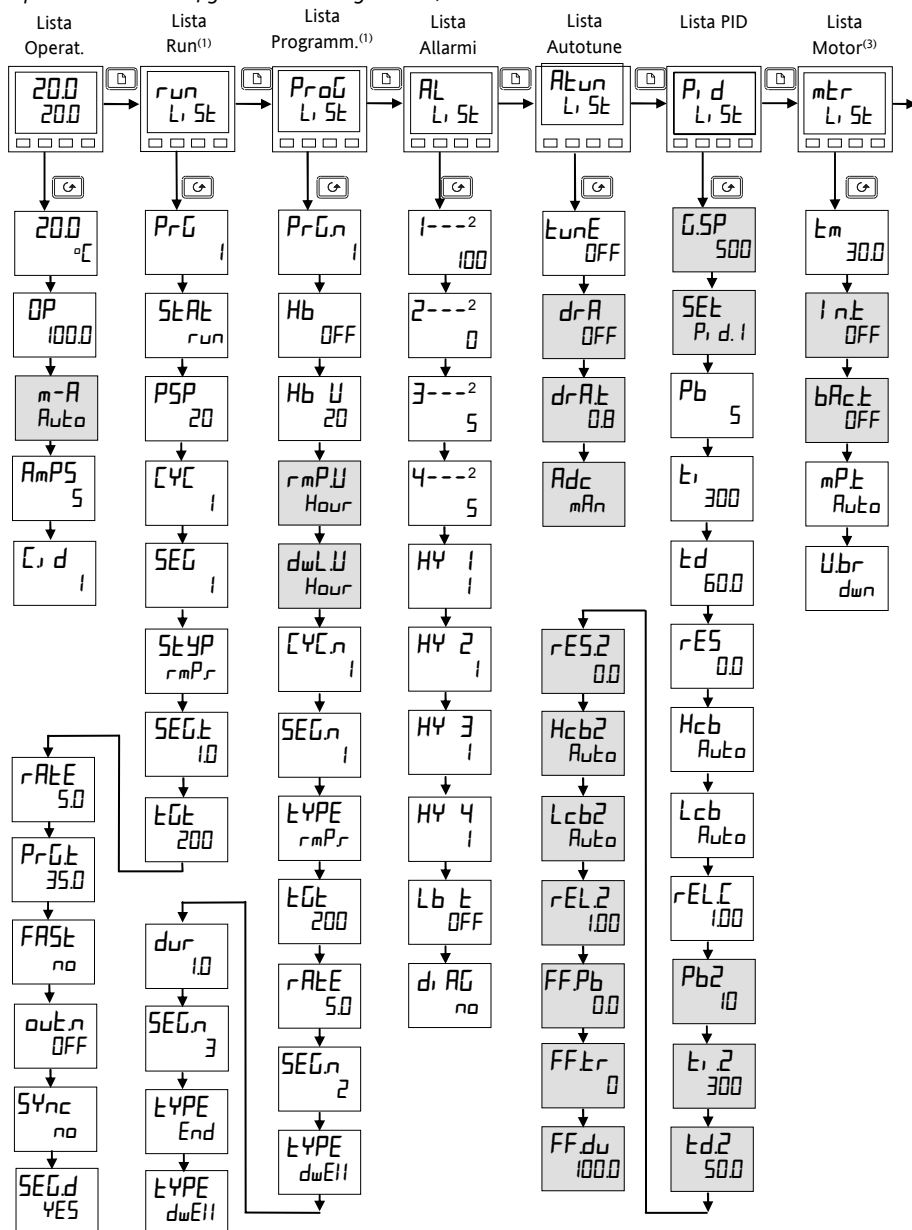 Lista Operat.
20.0
20.0
20.0
°C
OP
100.0
m-A
Auto
AmPS
5
C.id
1
Lista Run(1)
run
LiSt
PrG
1
StAt
run
PSP
20
CYC
1
SEG
1
StYP
rmP.r
SEG.t
1.0
tGt
200
rAtE
5.0
PrG.t
35.0
FASt
no
out.n
OFF
SYnc
no
SEG.d
YES
Lista Programm.(1)
ProG
LiSt
PrG.n
1
Hb
OFF
Hb U
20
rmP.U
Hour
dwL.U
Hour
CYC.n
1
SEG.n
1
tYPE
rmP.r
tGt
200
rAtE
5.0
SEG.n
2
tYPE
dwEll
dur
1.0
SEG.n
3
tYPE
End
tYPE
dwEll
Lista Allarmi
AL
LiSt
1---2
100
2---2
0
3---2
5
4---2
5
HY 1
1
HY 2
1
HY 3
1
HY 4
1
Lb t
OFF
diAG
no
Lista Autotune
Atun
LiSt
tunE
OFF
drA
OFF
drA.t
0.8
Adc
mAn
Lista PID
Pid
LiSt
G.SP
500
SEt
Pid.1
Pb
5
ti
300
td
60.0
rES
0.0
Hcb
Auto
Lcb
Auto
rEL.C
1.00
Pb2
10
ti.2
300
td.2
50.0
rES.2
0.0
Hcb2
Auto
Lcb2
Auto
rEL.2
1.00
FF.Pb
0.0
FF.tr
0
FF.du
100.0
Lista Motor(3)
mtr
LiSt
tm
30.0
In.t
OFF
bAc.t
OFF
mP.t
Auto
U.br
dwn